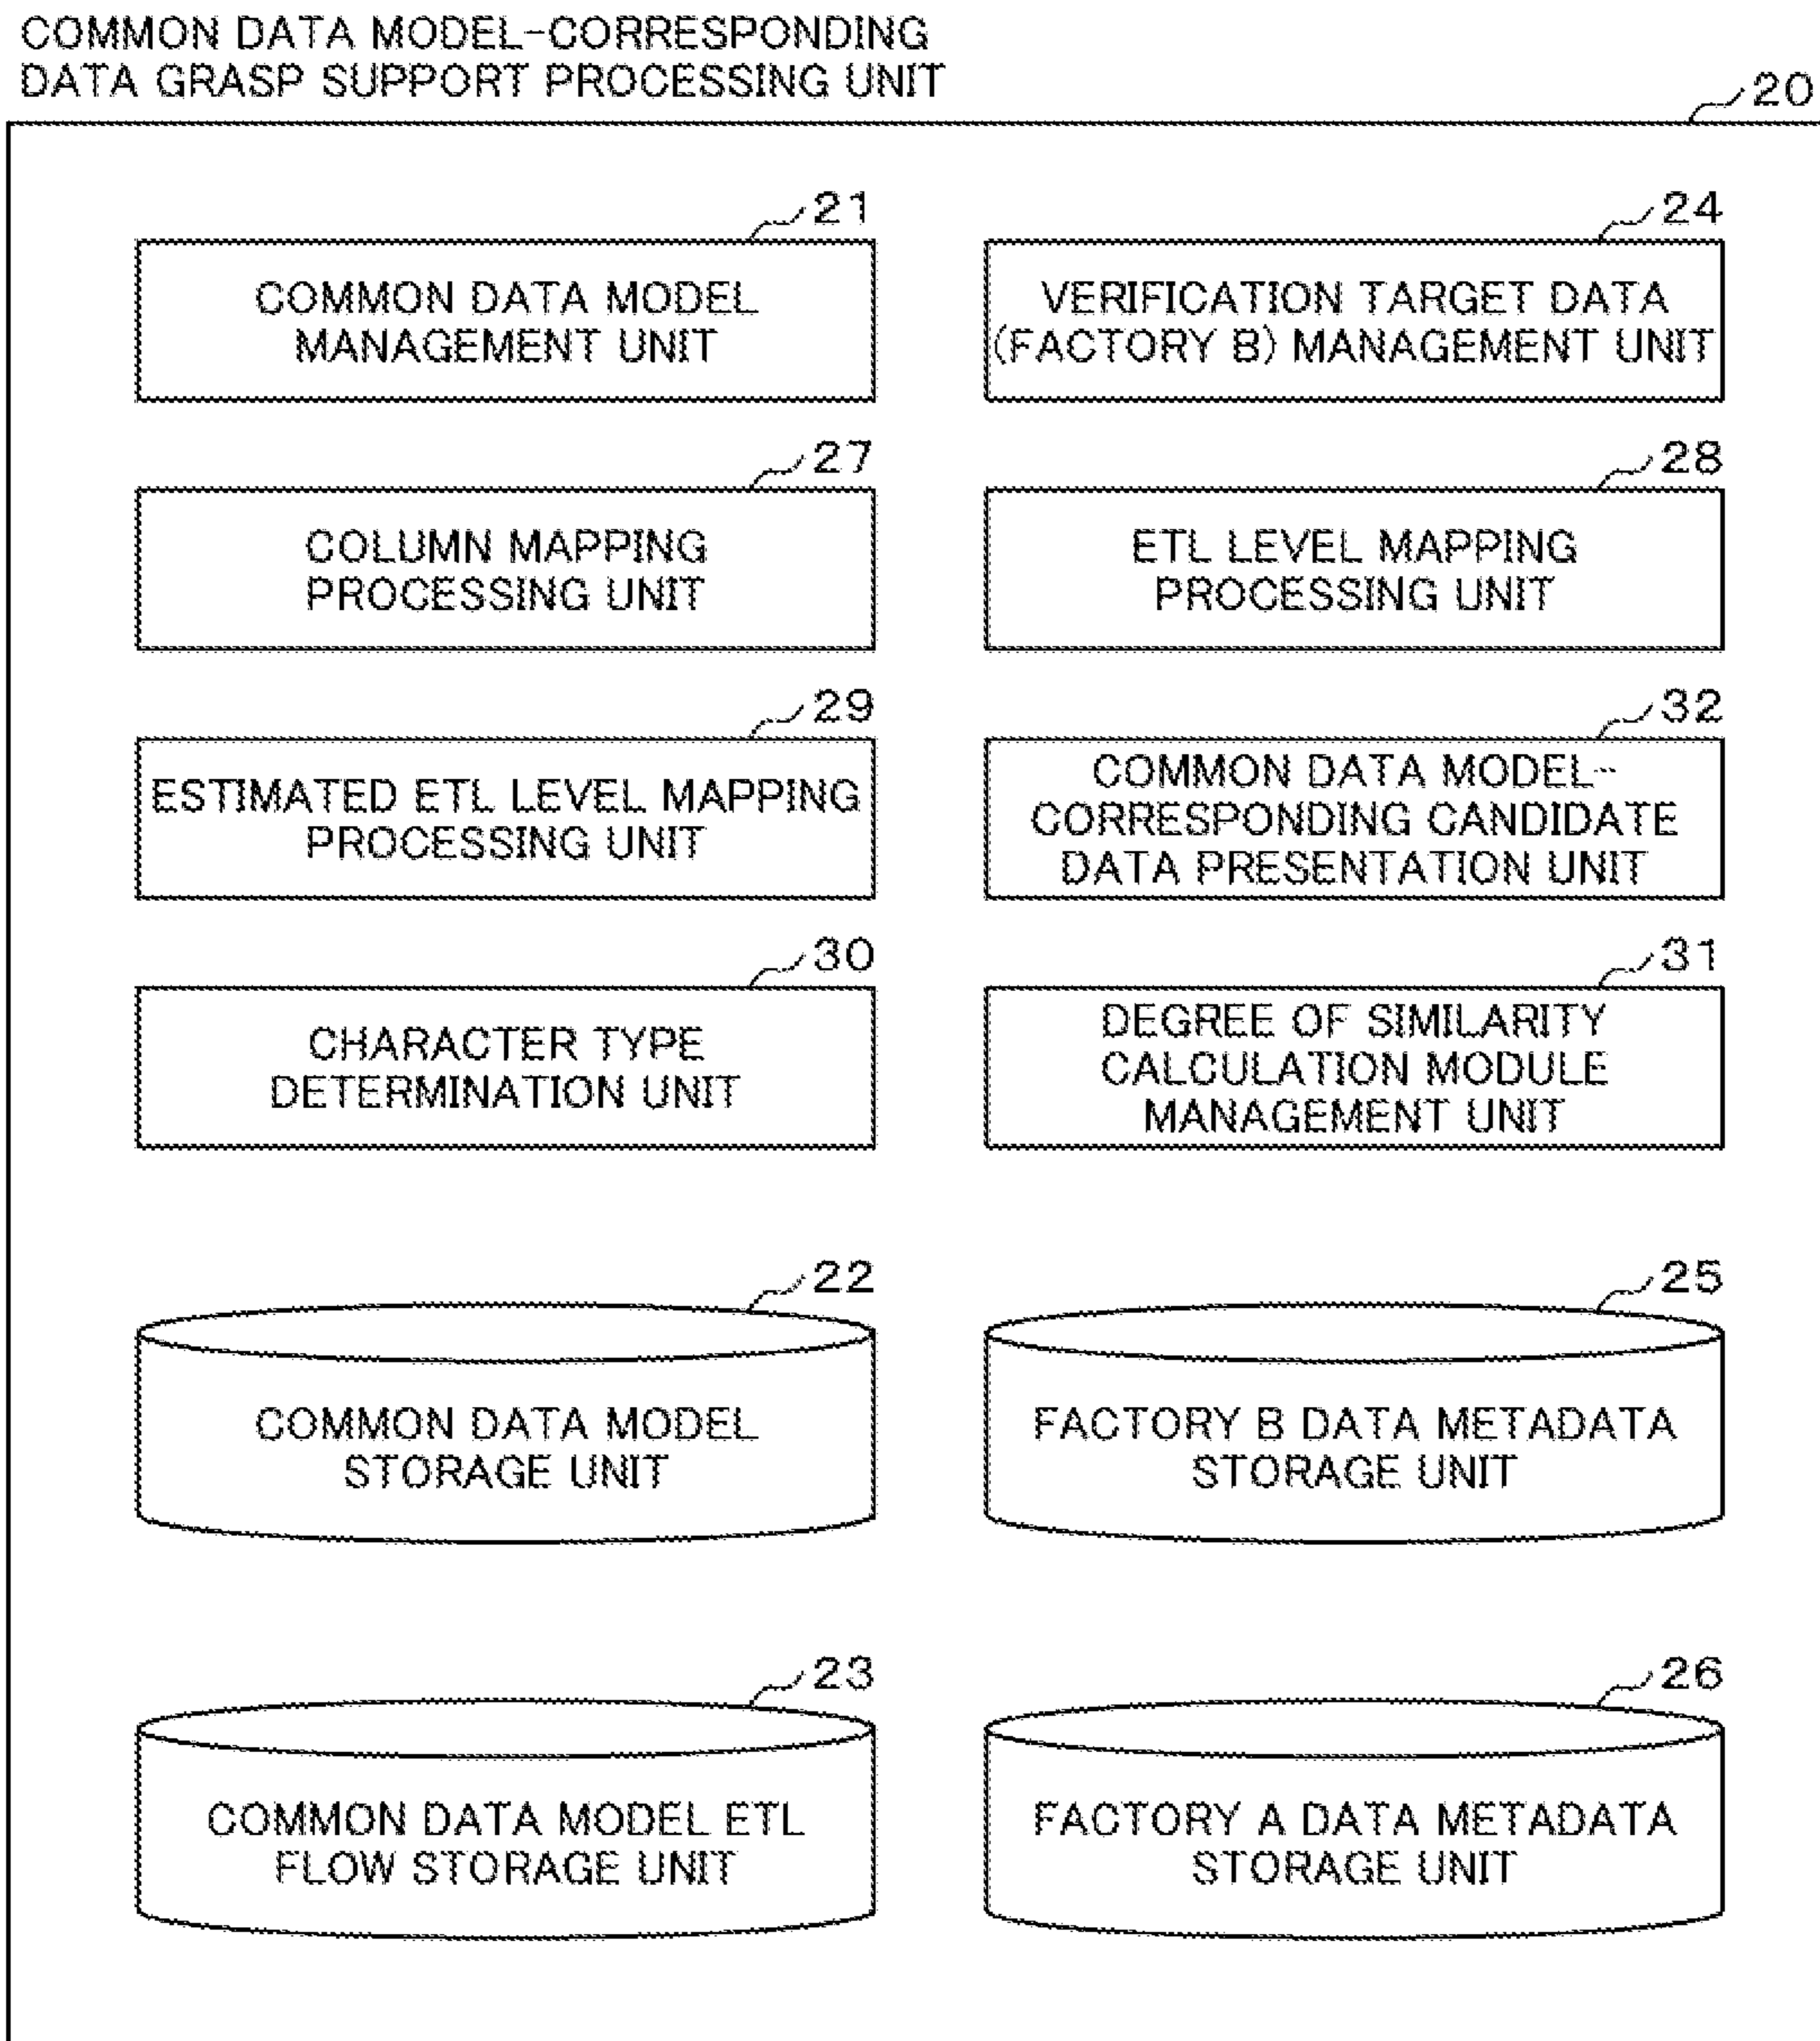 COMMON DATA MODEL-CORRESPONDING
DATA GRASP SUPPORT PROCESSING UNIT
20
21
COMMON DATA MODEL
MANAGEMENT UNIT
24
VERIFICATION TARGET DATA
(FACTORY B) MANAGEMENT UNIT
27
COLUMN MAPPING
PROCESSING UNIT
28
ETL LEVEL MAPPING
PROCESSING UNIT
29
ESTIMATED ETL LEVEL MAPPING
PROCESSING UNIT
32
COMMON DATA MODEL-
CORRESPONDING CANDIDATE
DATA PRESENTATION UNIT
30
CHARACTER TYPE
DETERMINATION UNIT
31
DEGREE OF SIMILARITY
CALCULATION MODULE
MANAGEMENT UNIT
22
COMMON DATA MODEL
STORAGE UNIT
25
FACTORY B DATA METADATA
STORAGE UNIT
23
COMMON DATA MODEL ETL
FLOW STORAGE UNIT
26
FACTORY A DATA METADATA
STORAGE UNIT